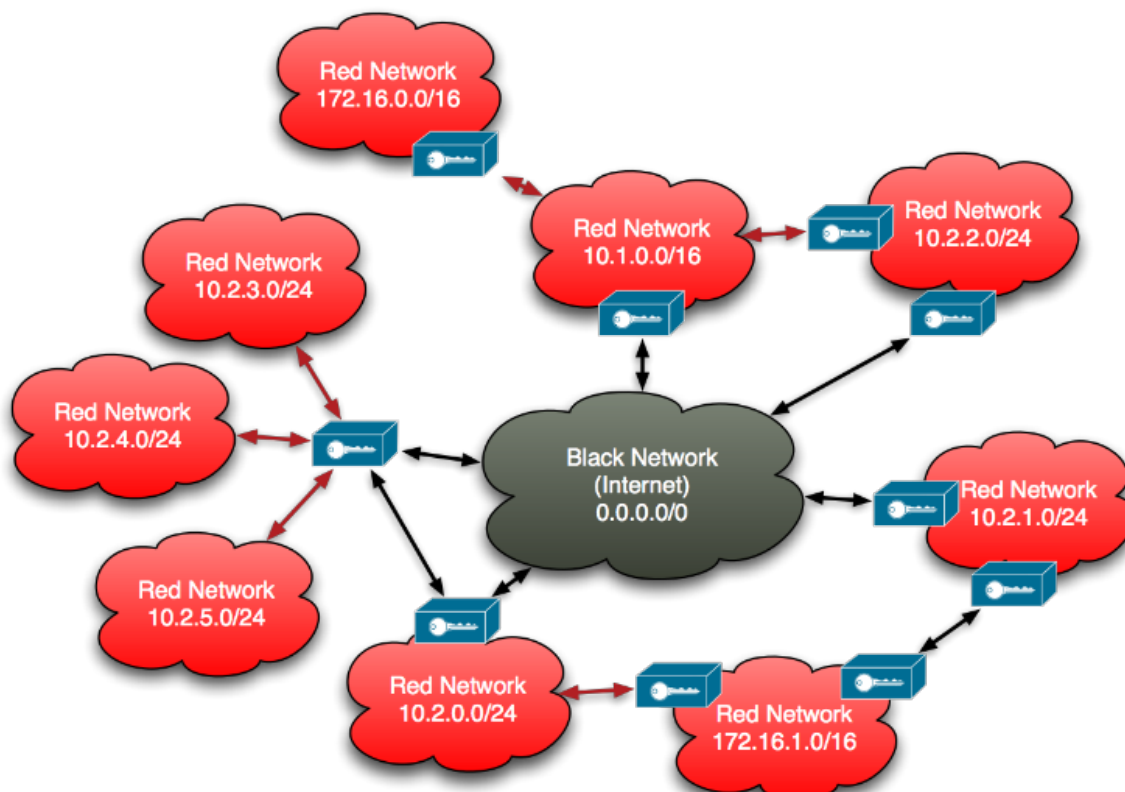 Red Network
172.16.0.0/16
Red Network
10.1.0.0/16
Red Network
10.2.2.0/24
Red Network
10.2.3.0/24
Red Network
10.2.4.0/24
Black Network
(Internet)
0.0.0.0/0
Red Network
10.2.1.0/24
Red Network
10.2.5.0/24
Red Network
10.2.0.0/24
Red Network
172.16.1.0/16